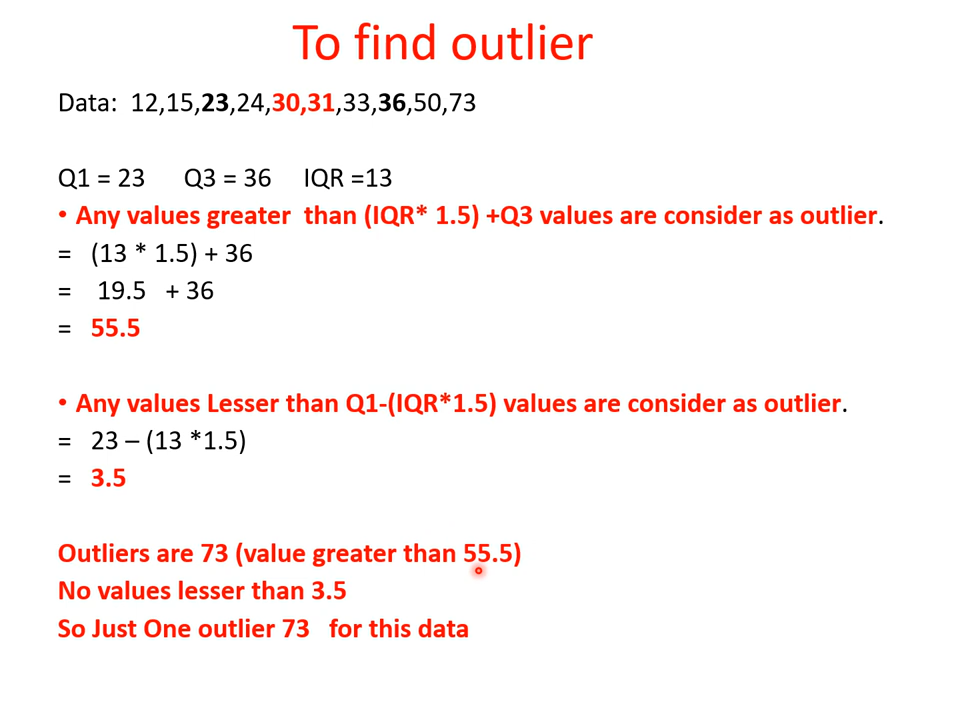 To find outlier
Data: 12,15,23,24,30,31,33,36,50,73
Q1 = 23 Q3 = 36 IQR =13
• Any values greater than (IQR* 1.5) +Q3 values are consider as outlier.
= (13 * 1.5) + 36
= 19.5 + 36
= 55.5
• Any values Lesser than Q1-(IQR*1.5) values are consider as outlier.
= 23 – (13 *1.5)
= 3.5
Outliers are 73 (value greater than 55.5)
No values lesser than 3.5
So Just One outlier 73 for this data